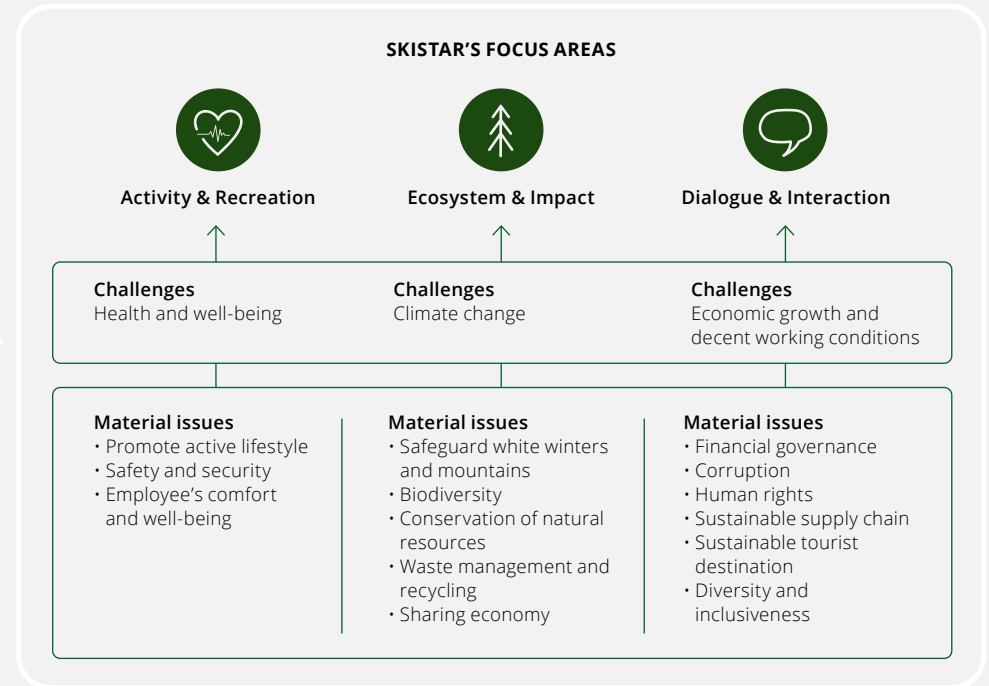 SKISTAR'S FOCUS AREAS
Activity & Recreation
Ecosystem & Impact
Dialogue & Interaction
Challenges
Health and well-being
Challenges
Climate change
Challenges
Economic growth and
decent working conditions
Material issues
• Promote active lifestyle
• Safety and security
• Employee's comfort
and well-being
Material issues
• Safeguard white winters
and mountains
• Biodiversity
• Conservation of natural
resources
• Waste management and
recycling
• Sharing economy
Material issues
• Financial governance
• Corruption
• Human rights
• Sustainable supply chain
• Sustainable tourist
destination
• Diversity and
inclusiveness